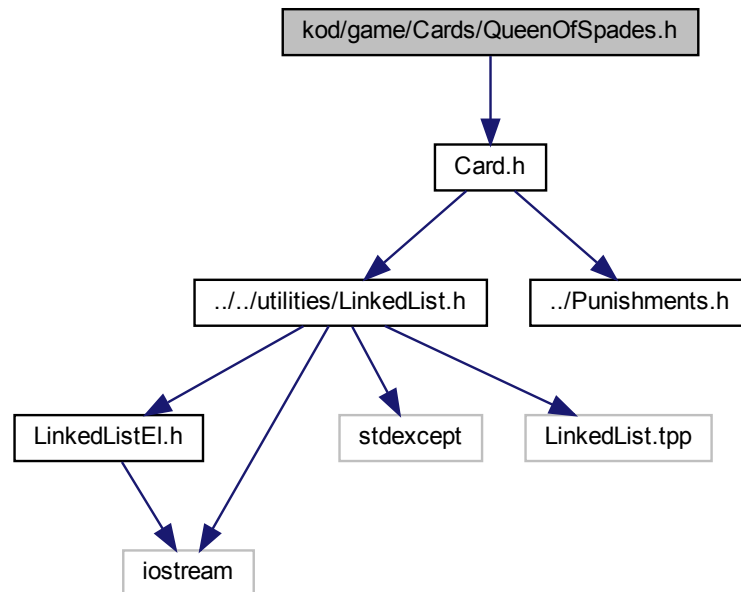 kod/game/Cards/QueenOfSpades.h
Card.h
../../utilities/LinkedList.h
../Punishments.h
LinkedListEl.h
stdexcept
LinkedList.tpp
iostream